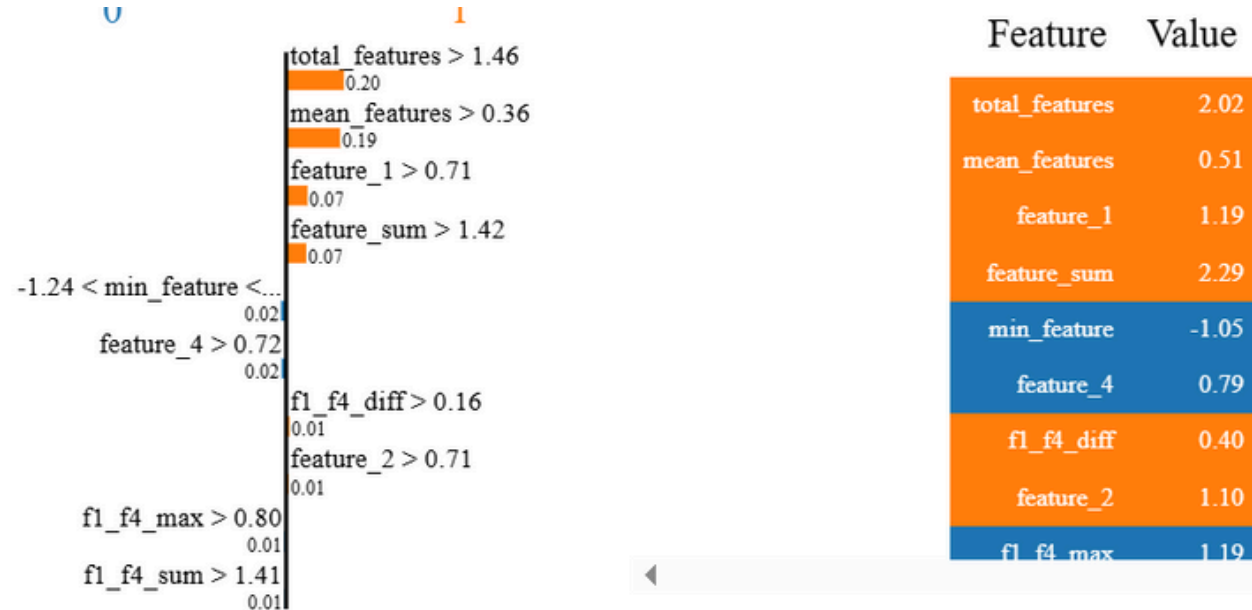 0 1
total_features > 1.46
0.20
mean_features > 0.36
0.19
feature_1 > 0.71
0.07
feature_sum > 1.42
0.07
-1.24 < min_feature <...
0.02
feature_4 > 0.72
0.02
f1_f4_diff > 0.16
0.01
feature_2 > 0.71
0.01
f1_f4_max > 0.80
0.01
f1_f4_sum > 1.41
0.01
Feature Value
total_features 2.02
mean_features 0.51
feature_1 1.19
feature_sum 2.29
min_feature -1.05
feature_4 0.79
f1_f4_diff 0.40
feature_2 1.10
f1_f4_max 1.19